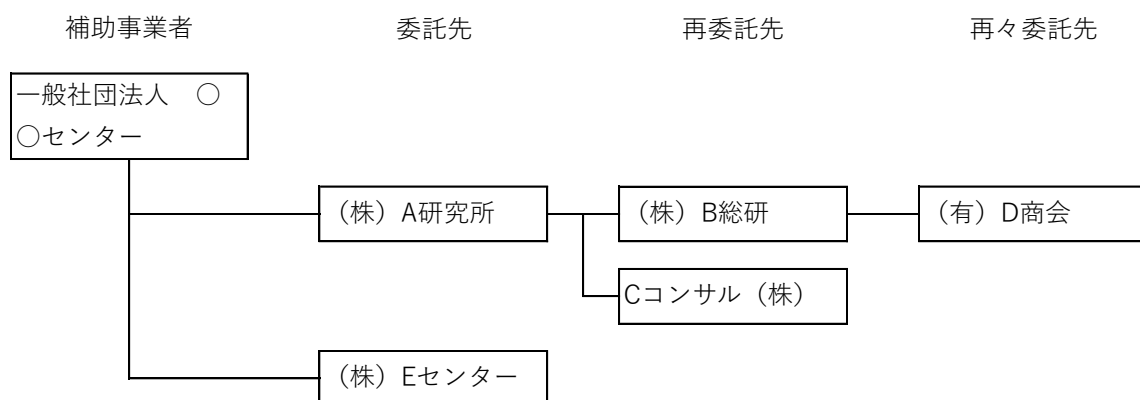 補助事業者
委託先
再委託先
再々委託先
一般社団法人　○
○センター
（株）A研究所
（株）B総研
（有）D商会
Cコンサル（株）
（株）Eセンター